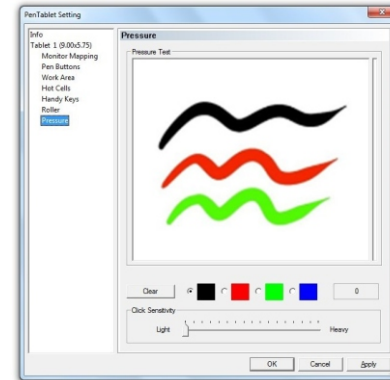 PenTablet Setting
Info
Tablet 1 (9.00x5.75)
Monitor Mapping
Pen Buttons
Work Area
Hot Cells
Handy Keys
Roller
Pressure
Pressure
Pressure Test
Clear
0
Click Sensitivity
Light
Heavy
OK Cancel Apply